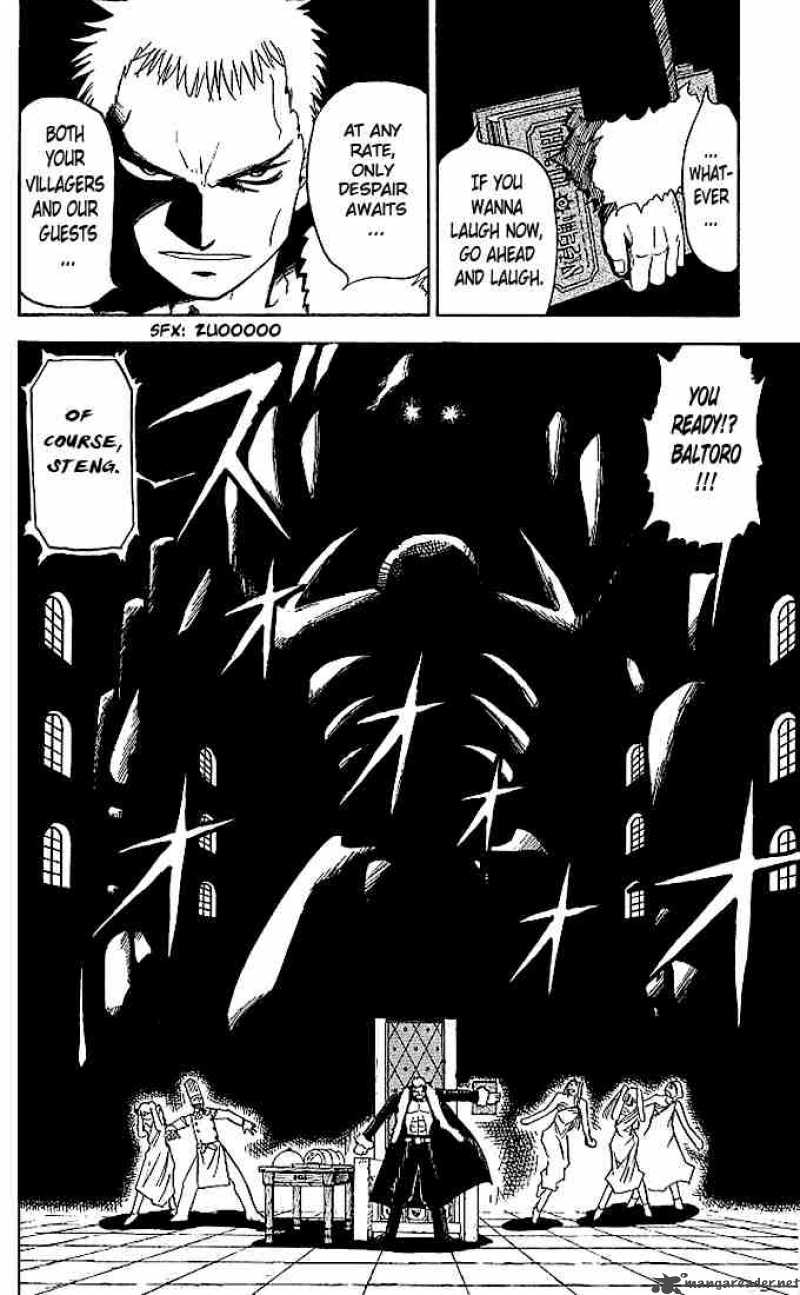 ...
WHAT-
EVER
...
IF YOU
WANNA
LAUGH NOW,
GO AHEAD
AND LAUGH.
AT ANY
RATE,
ONLY
DESPAIR
AWAITS
...
BOTH
YOUR
VILLAGERS
AND OUR
GUESTS
...
SFX: ZUOOOOO
YOU
READY!?
BALTORO
!!!
OF
COURSE,
STENG.
ズオオオオオオ
mangareader.net